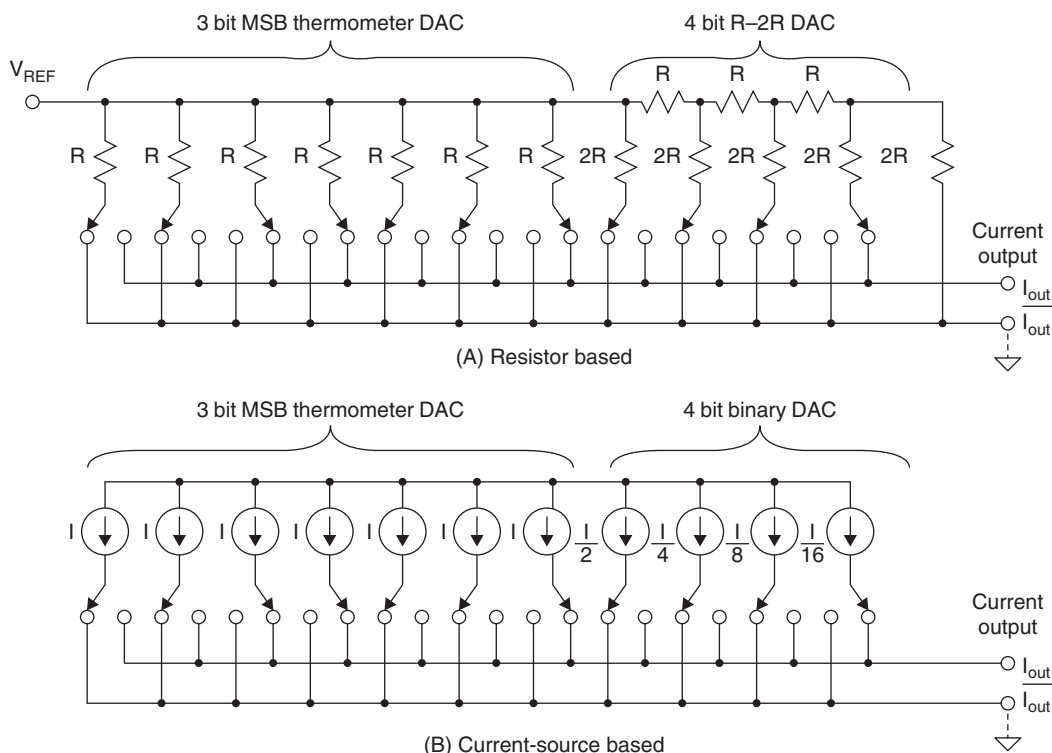 3 bit MSB thermometer DAC 4 bit R–2R DAC
V_REF
R R R
R R R R R R R 2R 2R 2R 2R 2R
Current
output
I_out
I̅_out
(A) Resistor based
3 bit MSB thermometer DAC 4 bit binary DAC
I I I I I I I I/2 I/4 I/8 I/16
Current
output
I_out
I̅_out
(B) Current-source based